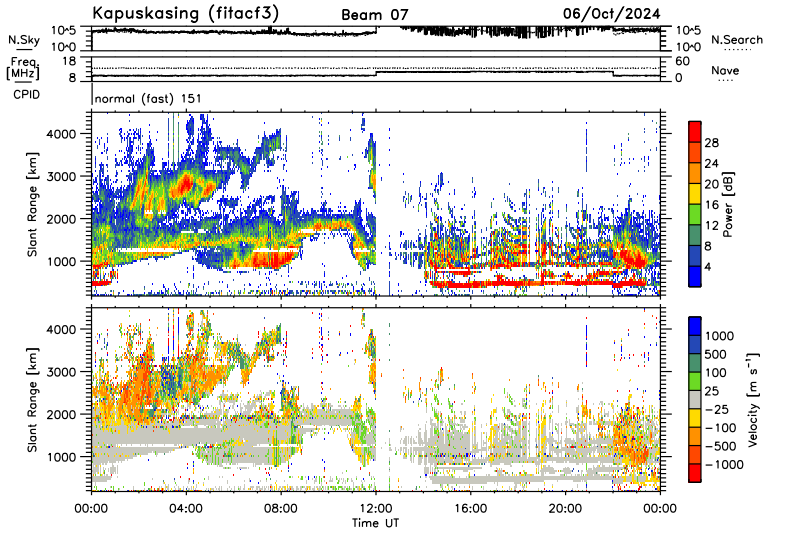 Kapuskasing (fitacf3) Beam 07 06/Oct/2024
N.Sky 10^5 10^0 10^5 10^0 N.Search
Freq. [MHz] 18 8 60 0 Nave
CPID normal (fast) 151
Slant Range [km] 4000 3000 2000 1000
28 24 20 16 12 8 4 Power [dB]
Slant Range [km] 4000 3000 2000 1000
1000 500 100 25 −25 −100 −500 −1000 Velocity [m s⁻¹]
00:00 04:00 08:00 12:00 16:00 20:00 00:00
Time UT